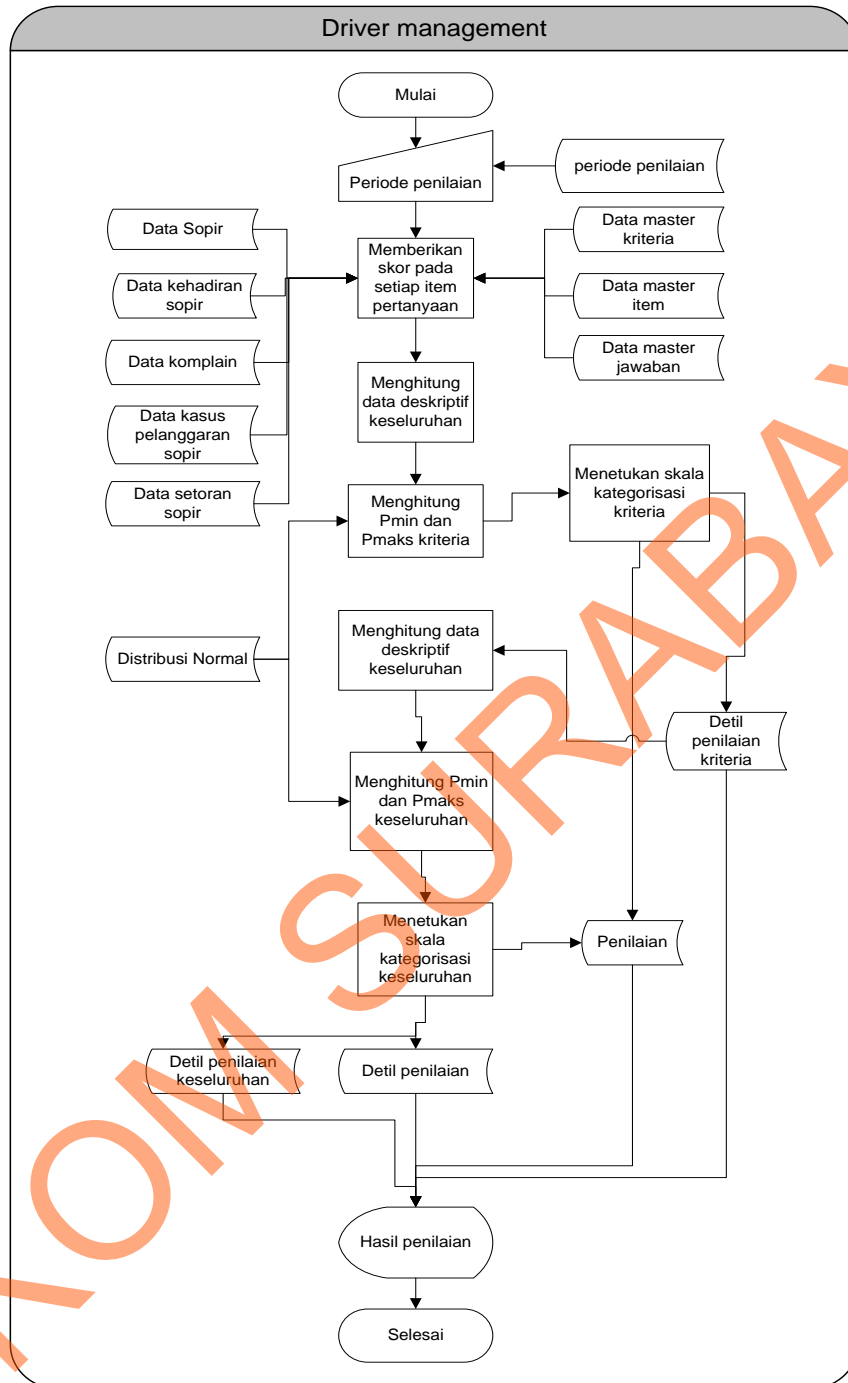 Driver management
Mulai
Periode penilaian
periode penilaian
Data Sopir
Memberikan
skor pada
setiap item
pertanyaan
Data master
kriteria
Data kehadiran
sopir
Data master
item
Data komplain
Data master
jawaban
Menghitung
data deskriptif
keseluruhan
Data kasus
pelanggaran
sopir
Data setoran
sopir
Menghitung
Pmin dan
Pmaks kriteria
Menetukan skala
kategorisasi
kriteria
Distribusi Normal
Menghitung data
deskriptif
keseluruhan
Detil
penilaian
kriteria
Menghitung Pmin
dan Pmaks
keseluruhan
Menetukan
skala
kategorisasi
keseluruhan
Penilaian
Detil penilaian
keseluruhan
Detil penilaian
Hasil penilaian
Selesai
KOM SURABAY